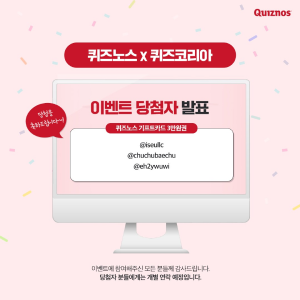 Quiznos
퀴즈노스 x 퀴즈코리아
당첨을
축하드립니다~!
이벤트 당첨자 발표
퀴즈노스 기프트카드 3만원권
@iseullc
@chuchubaechu
@eh2ywuwi
이벤트에 참여해주신 모든 분들께 감사드립니다.
당첨자 분들에게는 개별 연락 예정입니다.